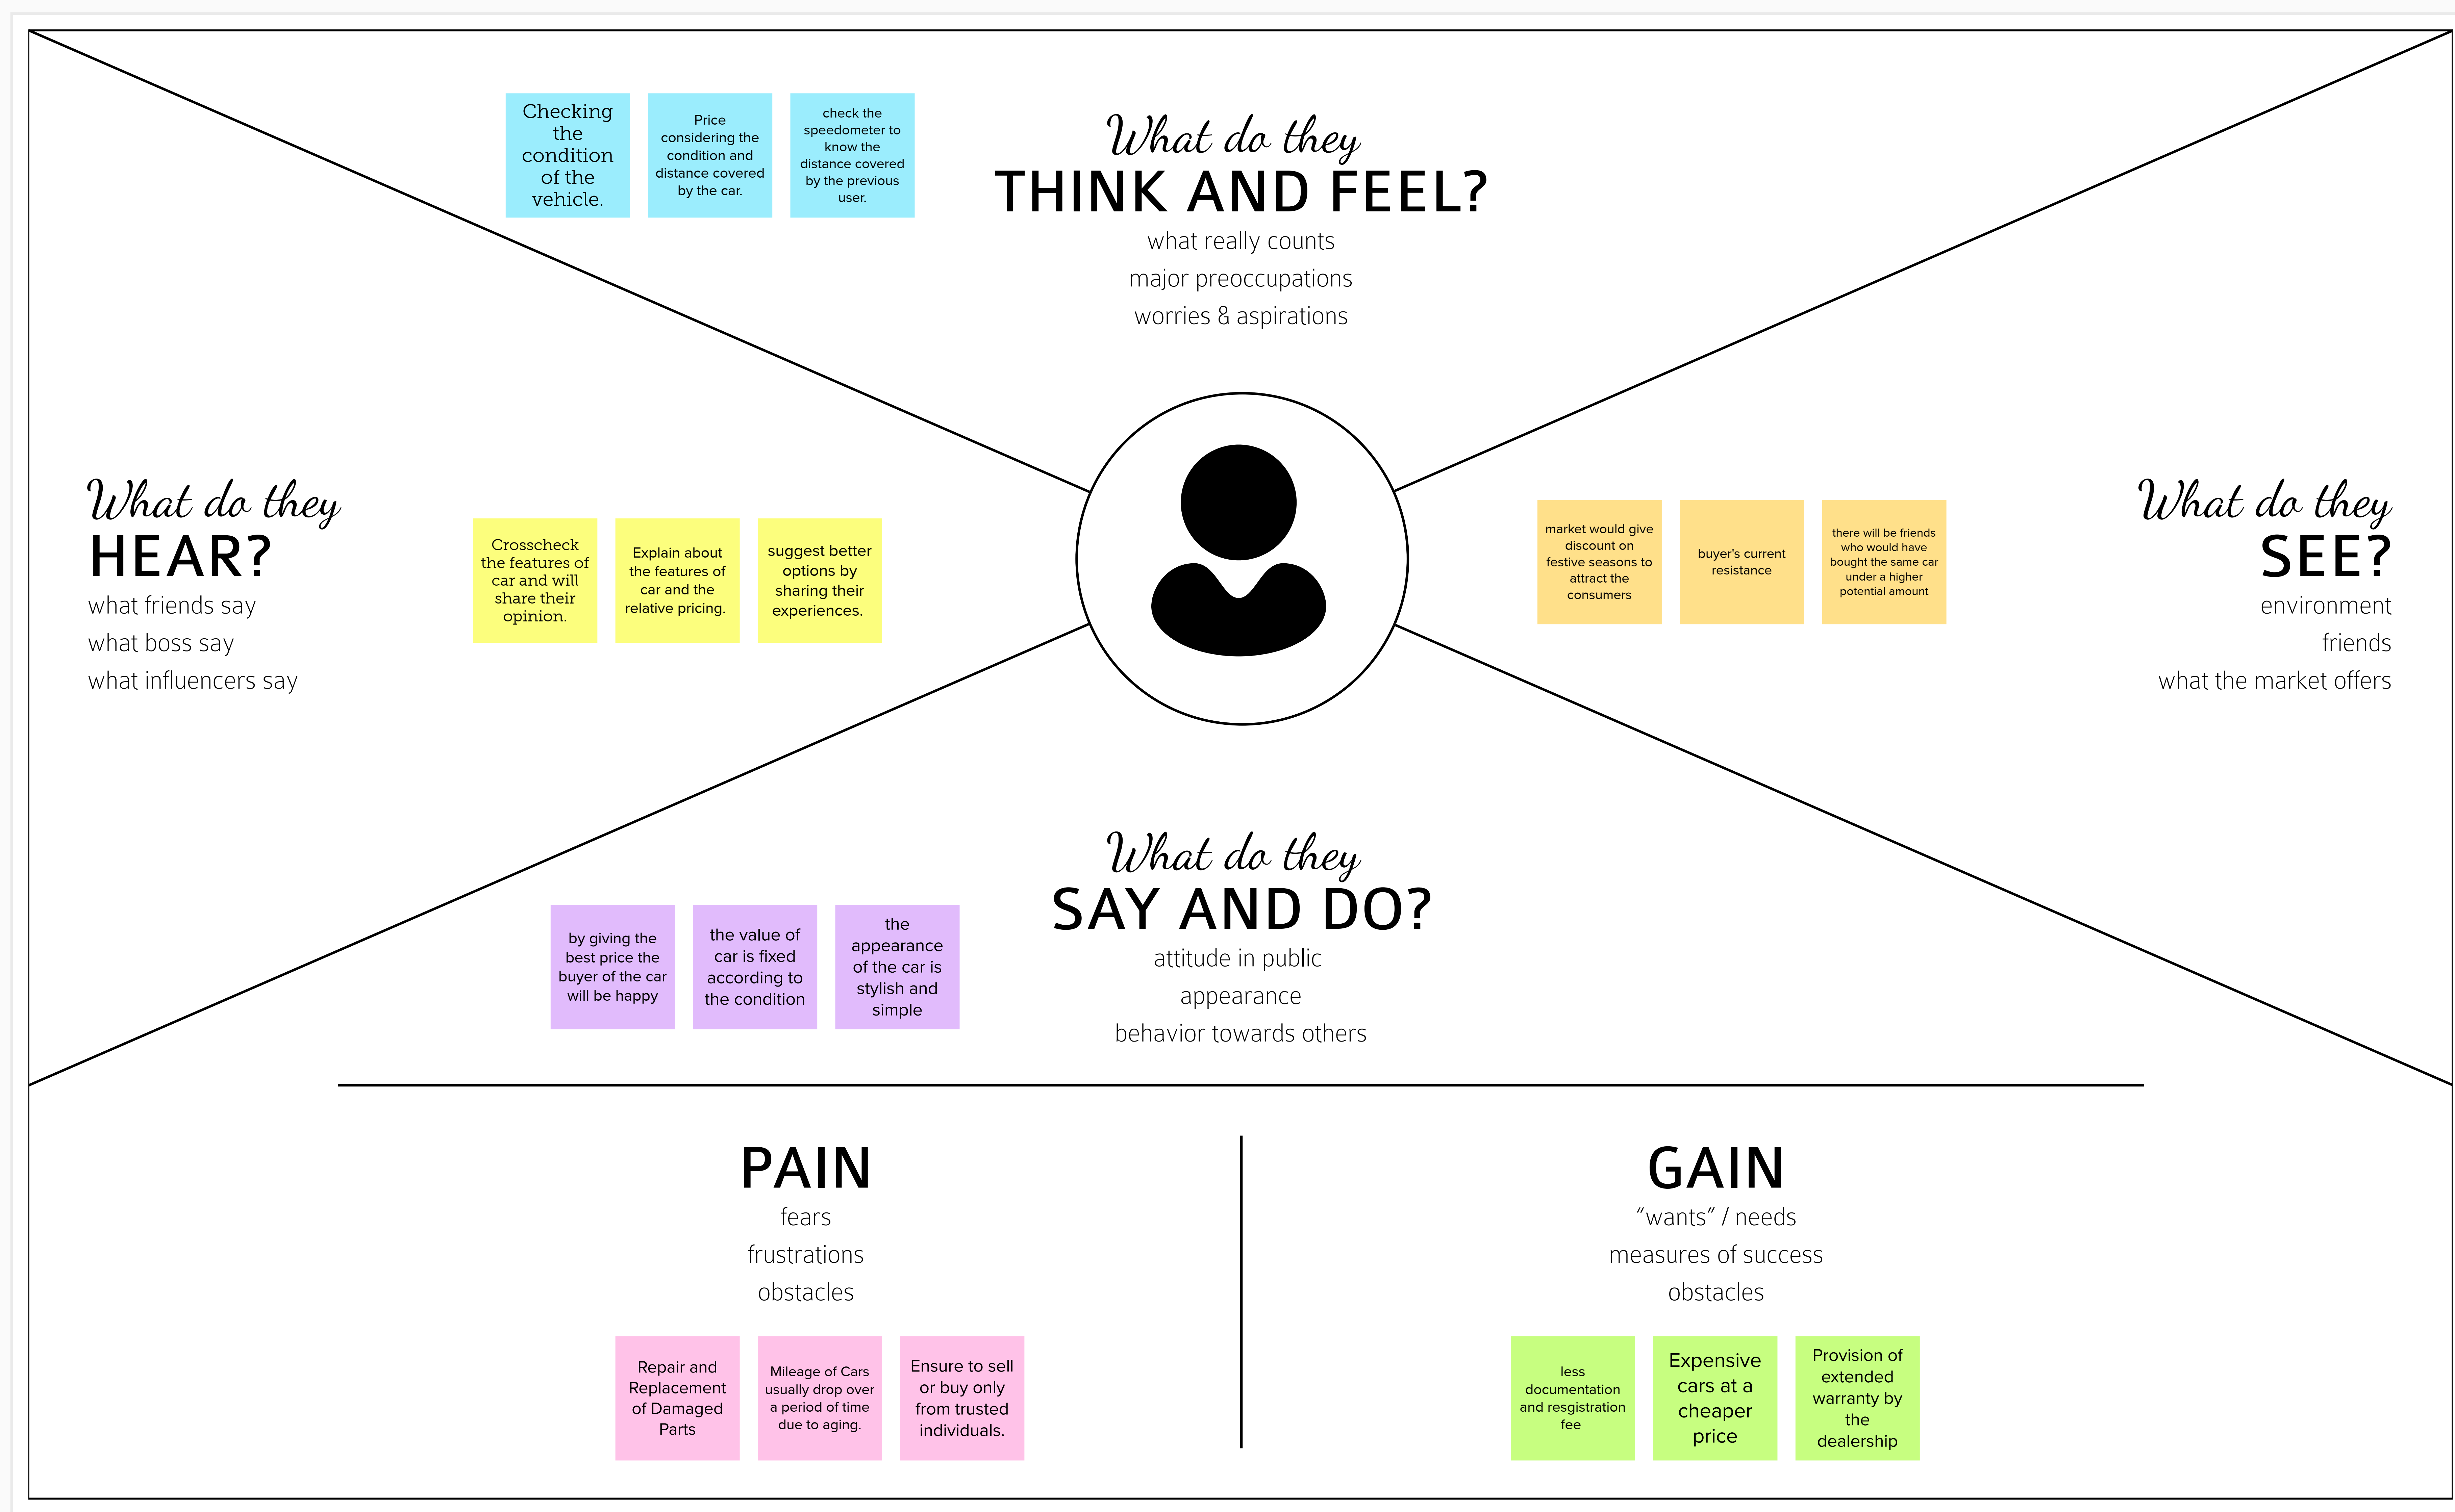 Checking
the
condition
of the
vehicle.
Price
considering the
condition and
distance covered
by the car.
check the
speedometer to
know the
distance covered
by the previous
user.
What do they
THINK AND FEEL?
what really counts
major preoccupations
worries & aspirations
What do they
HEAR?
what friends say
what boss say
what influencers say
Crosscheck
the features of
car and will
share their
opinion.
Explain about
the features of
car and the
relative pricing.
suggest better
options by
sharing their
experiences.
market would give
discount on
festive seasons to
attract the
consumers
buyer's current
resistance
there will be friends
who would have
bought the same car
under a higher
potential amount
What do they
SEE?
environment
friends
what the market offers
What do they
SAY AND DO?
attitude in public
appearance
behavior towards others
by giving the
best price the
buyer of the car
will be happy
the value of
car is fixed
according to
the condition
the
appearance
of the car is
stylish and
simple
PAIN
fears
frustrations
obstacles
Repair and
Replacement
of Damaged
Parts
Mileage of Cars
usually drop over
a period of time
due to aging.
Ensure to sell
or buy only
from trusted
individuals.
GAIN
“wants” / needs
measures of success
obstacles
less
documentation
and resgistration
fee
Expensive
cars at a
cheaper
price
Provision of
extended
warranty by
the
dealership